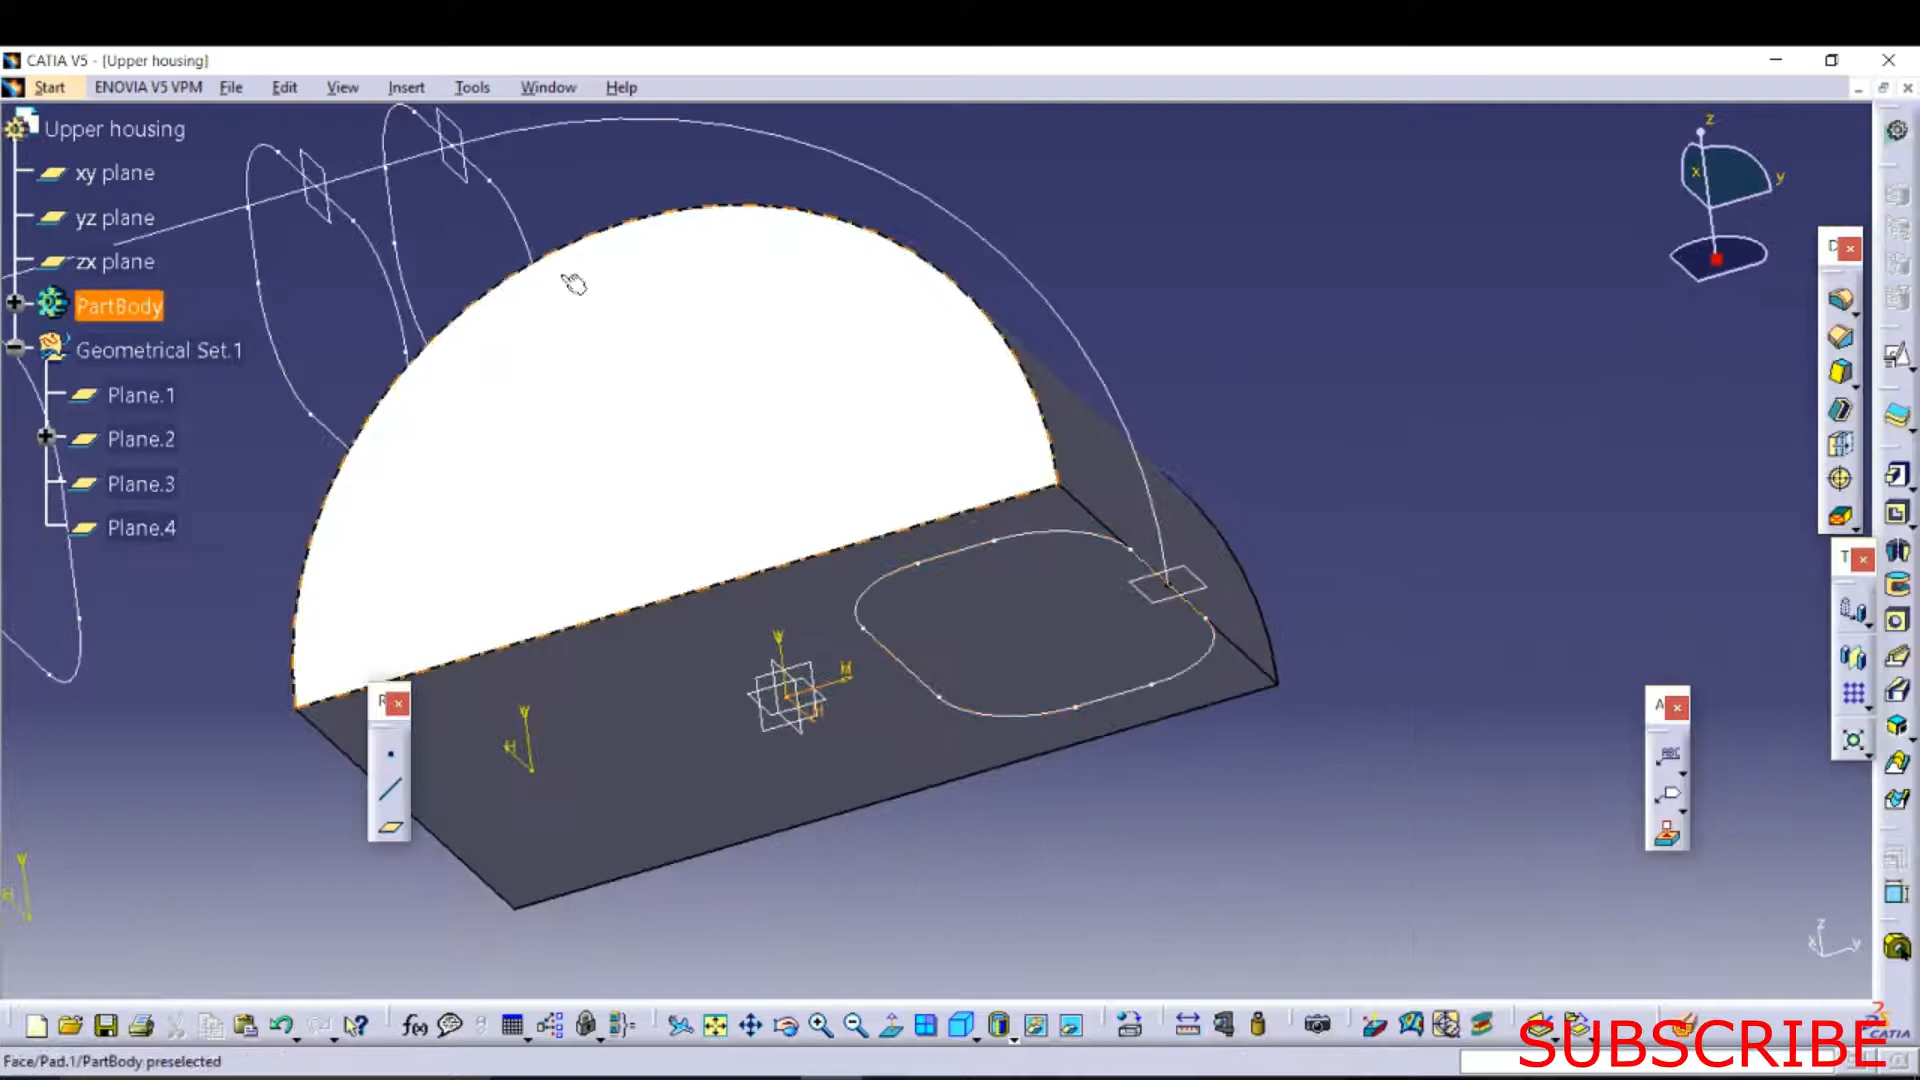 CATIA V5 - [Upper housing]
Start ENOVIA V5 VPM File Edit View Insert Tools Window Help
Upper housing
xy plane
yz plane
zx plane
PartBody
Geometrical Set.1
Plane.1
Plane.2
Plane.3
Plane.4
z
x
y
D
T
R
A
ABC
V
H
V
H
V
H
z
x
y
f(x)
CATIA
SUBSCRIBE
Face/Pad.1/PartBody preselected